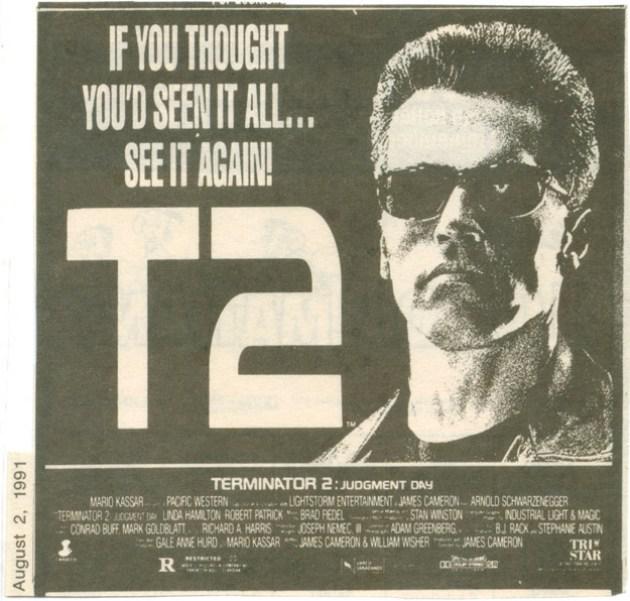 IF YOU THOUGHT
YOU'D SEEN IT ALL...
SEE IT AGAIN!
T2
TM
TERMINATOR 2: JUDGMENT DAY
MARIO KASSAR PACIFIC WESTERN LIGHTSTORM ENTERTAINMENT JAMES CAMERON ARNOLD SCHWARZENEGGER
TERMINATOR 2: JUDGMENT DAY LINDA HAMILTON ROBERT PATRICK BRAD FIEDEL STAN WINSTON INDUSTRIAL LIGHT & MAGIC
CONRAD BUFF, MARK GOLDBLATT RICHARD A. HARRIS JOSEPH NEMEC III ADAM GREENBERG B.J. RACK STEPHANIE AUSTIN
GALE ANNE HURD MARIO KASSAR JAMES CAMERON & WILLIAM WISHER JAMES CAMERON
R RESTRICTED
TRI STAR
August 2, 1991